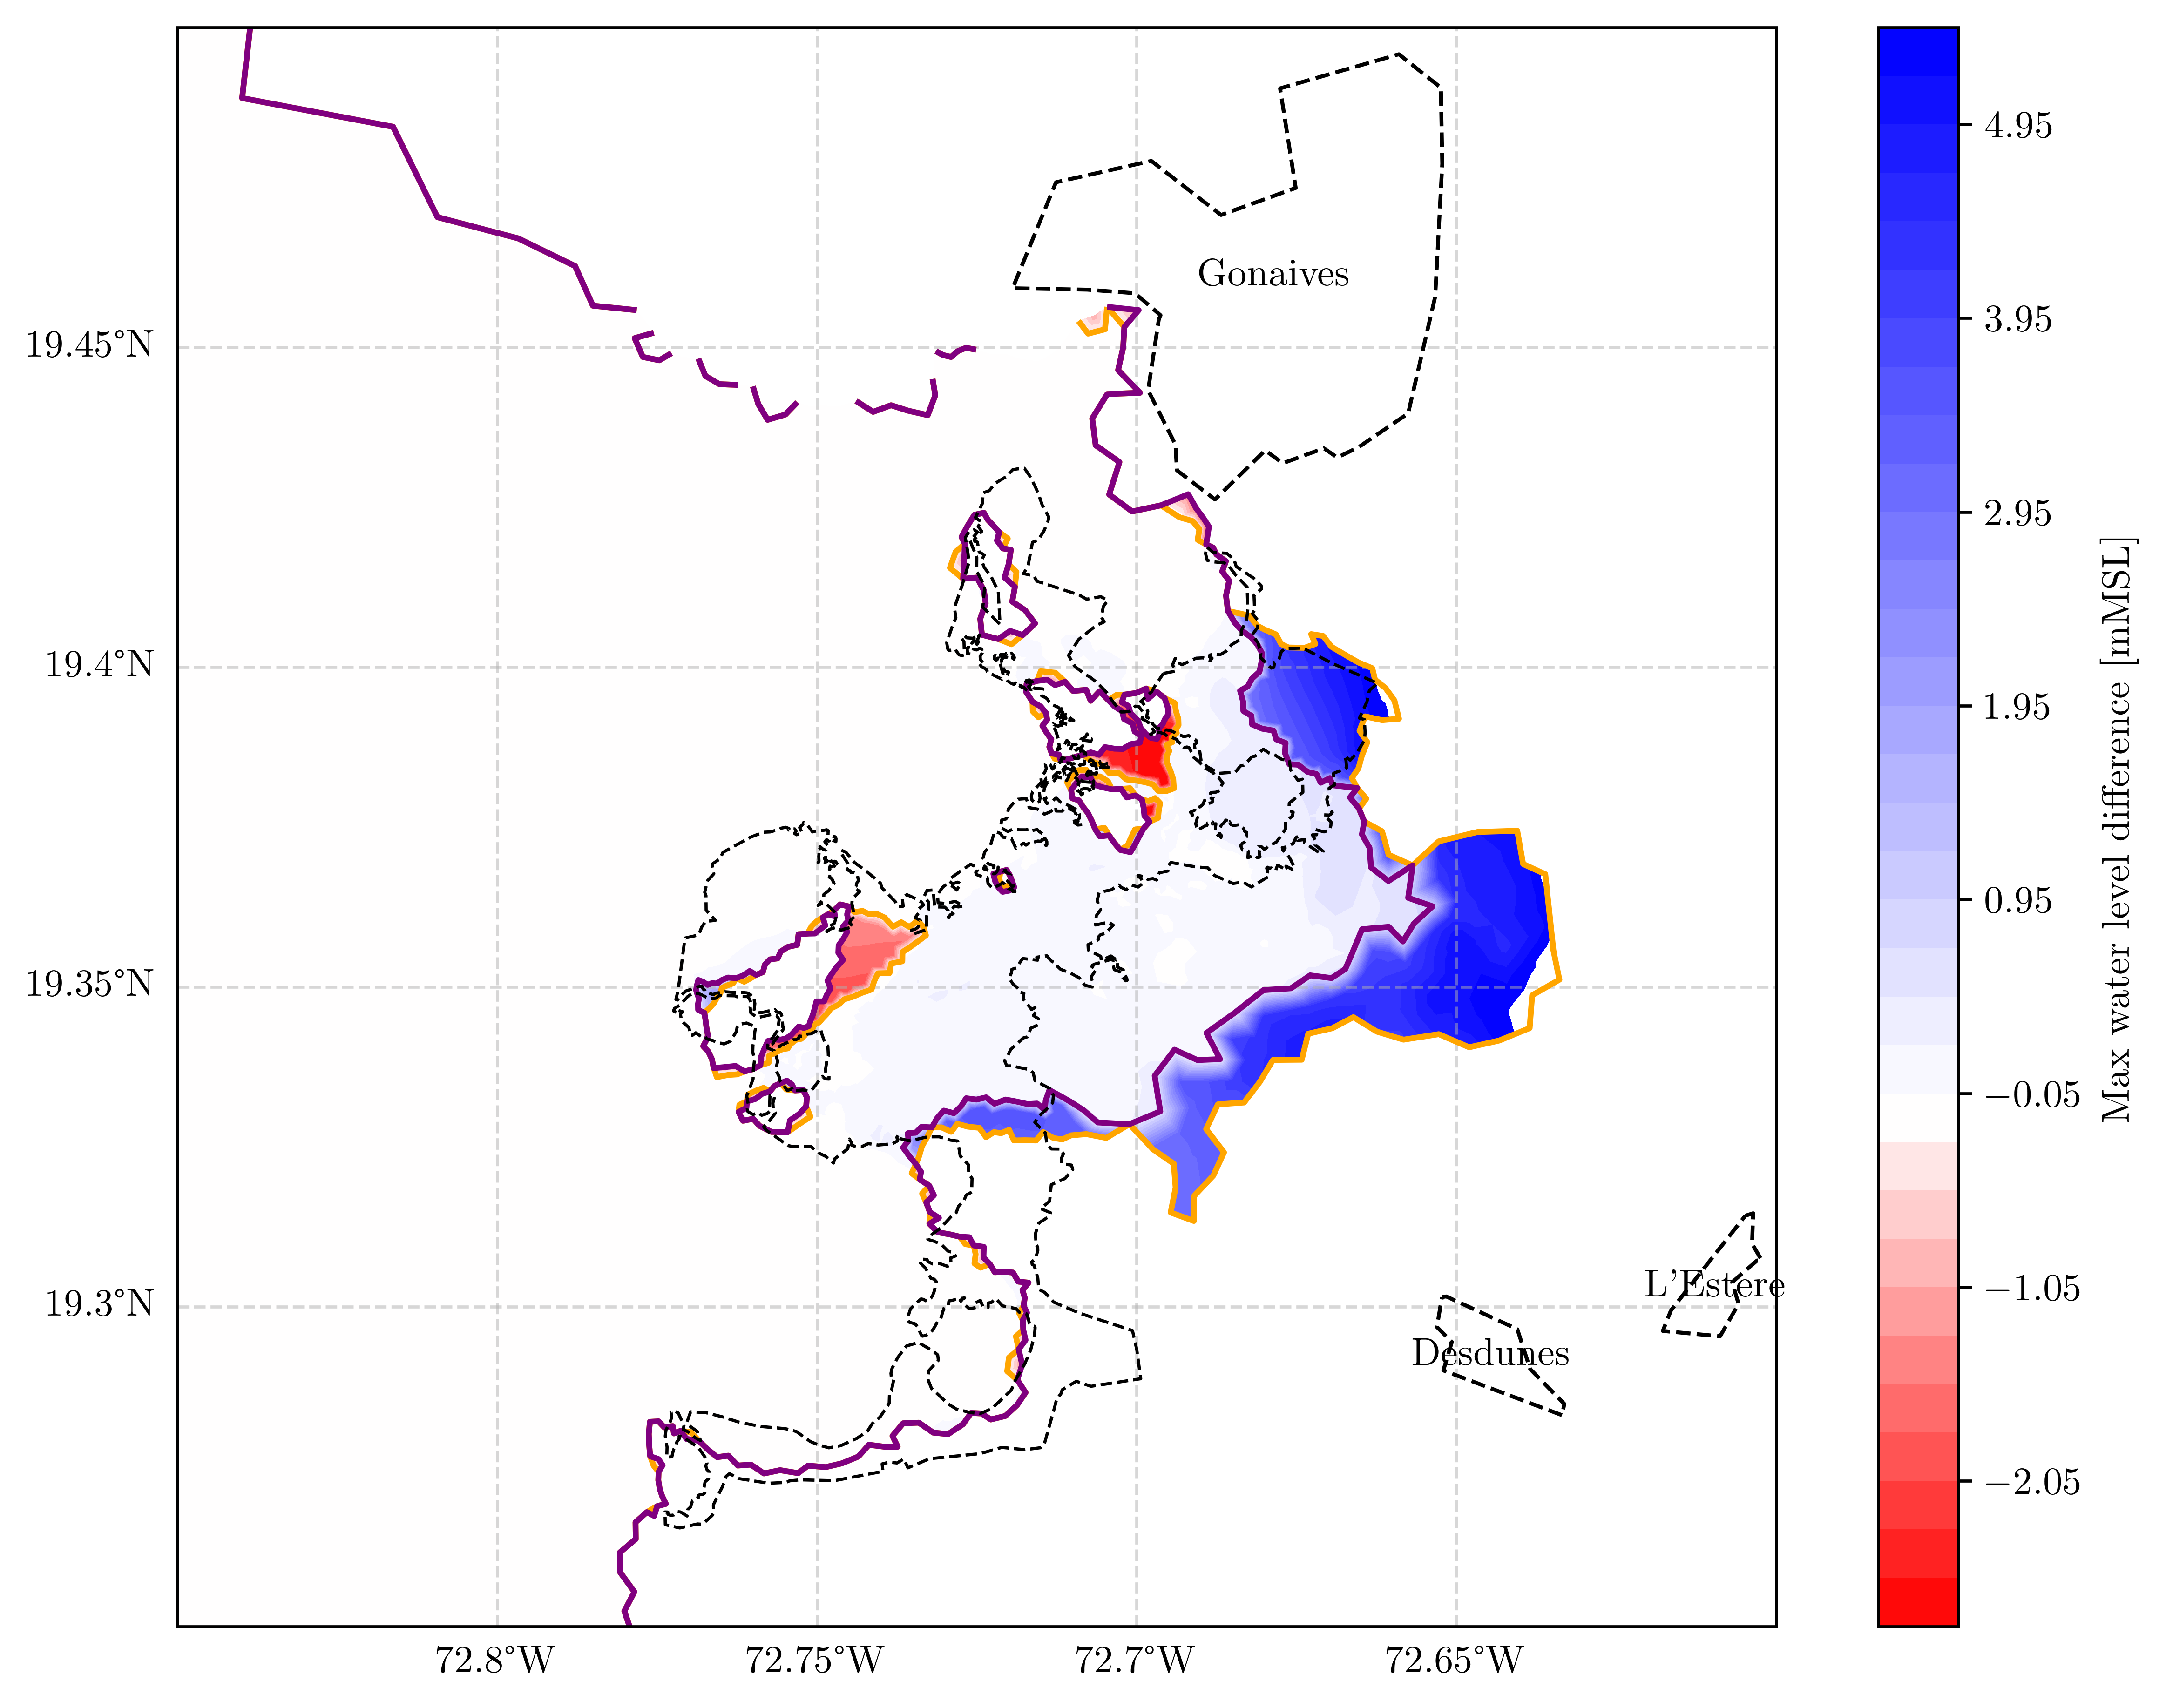 Gonaives
L'Estere
Desdunes
19.45°N
19.4°N
19.35°N
19.3°N
72.8°W
72.75°W
72.7°W
72.65°W
4.95
3.95
2.95
1.95
0.95
−0.05
−1.05
−2.05
Max water level difference [mMSL]